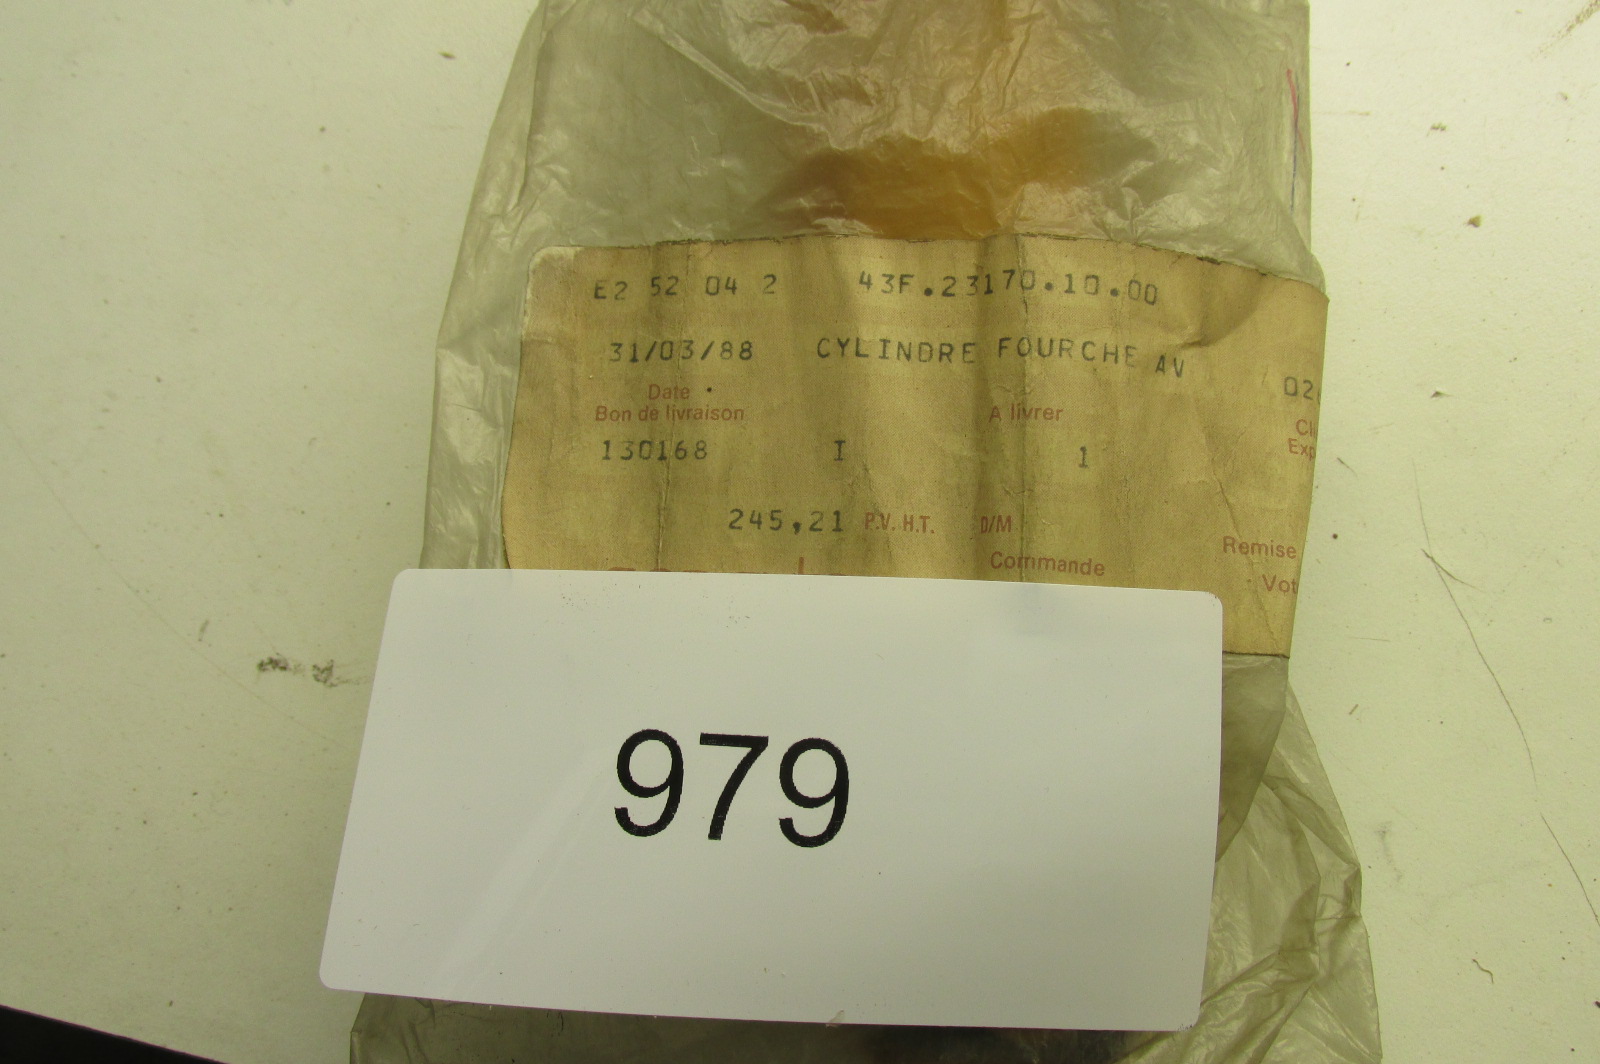 E2 52 04 2 43F.23170.10.00
31/03/88 CYLINDRE FOURCHE AV
Date
Bon de livraison A livrer
130168 I 1
245,21 P.V.H.T. D/M
Commande Remise
979